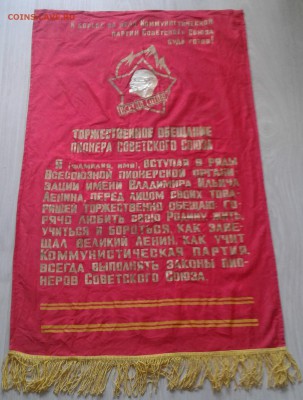 COINSS.RU
К борьбе за дело Коммунистической
партии Советского Союза
будь готов!
ВСЕГДА ГОТОВ!
ТОРЖЕСТВЕННОЕ ОБЕЩАНИЕ
ПИОНЕРА СОВЕТСКОГО СОЮЗА
Я (фамилия, имя), ВСТУПАЯ В РЯДЫ
ВСЕСОЮЗНОЙ ПИОНЕРСКОЙ ОРГАНИ-
ЗАЦИИ ИМЕНИ ВЛАДИМИРА ИЛЬИЧА
ЛЕНИНА, ПЕРЕД ЛИЦОМ СВОИХ ТОВА-
РИЩЕЙ ТОРЖЕСТВЕННО ОБЕЩАЮ: ГО-
РЯЧО ЛЮБИТЬ СВОЮ РОДИНУ, ЖИТЬ,
УЧИТЬСЯ И БОРОТЬСЯ, КАК ЗАВЕ-
ЩАЛ ВЕЛИКИЙ ЛЕНИН, КАК УЧИТ
КОММУНИСТИЧЕСКАЯ ПАРТИЯ,
ВСЕГДА ВЫПОЛНЯТЬ ЗАКОНЫ ПИО-
НЕРОВ СОВЕТСКОГО СОЮЗА.